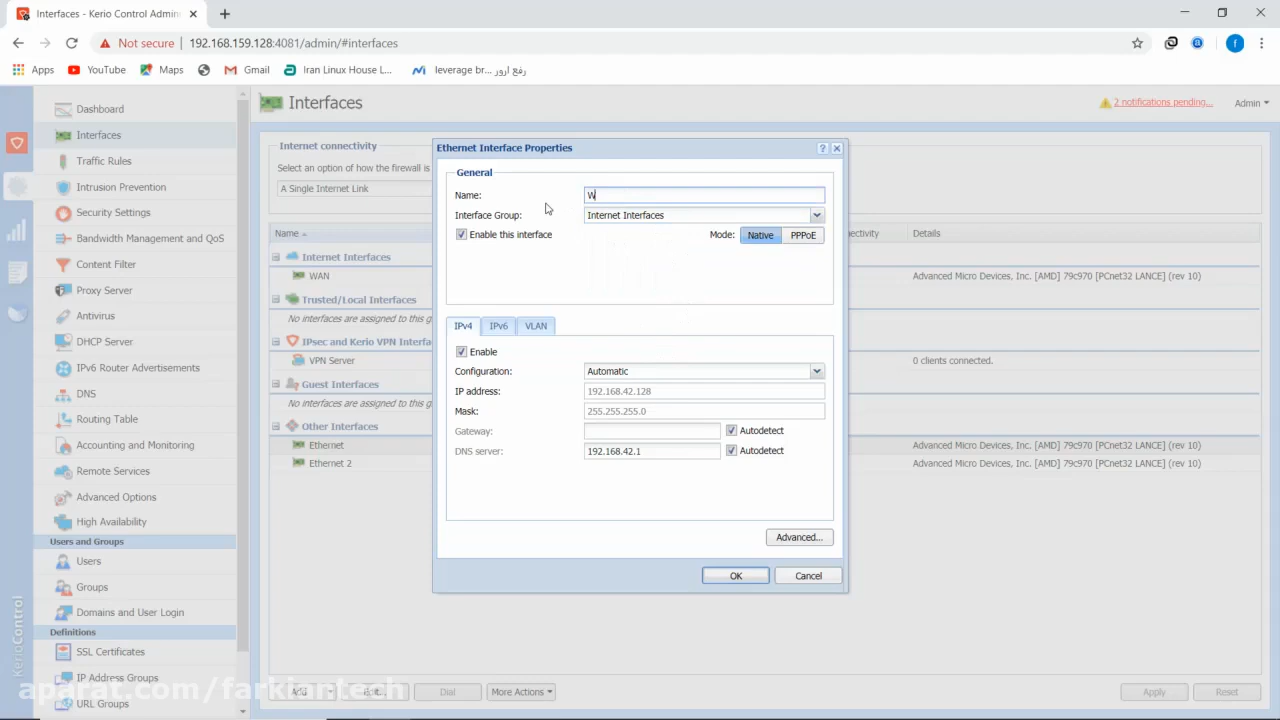 Interfaces - Kerio Control Admin
Not secure 192.168.159.128:4081/admin/#interfaces
Apps YouTube Maps Gmail Iran Linux House L... leverage br... رفع ارور
Dashboard
Interfaces
Traffic Rules
Intrusion Prevention
Security Settings
Bandwidth Management and QoS
Content Filter
Proxy Server
Antivirus
DHCP Server
IPv6 Router Advertisements
DNS
Routing Table
Accounting and Monitoring
Remote Services
Advanced Options
High Availability
Users and Groups
Users
Groups
Domains and User Login
Definitions
SSL Certificates
IP Address Groups
URL Groups
KerioControl
Interfaces
2 notifications pending...
Admin
Internet connectivity
Select an option of how the firewall is
A Single Internet Link
Name
Details
Internet Interfaces
WAN
Advanced Micro Devices, Inc. [AMD] 79c970 [PCnet32 LANCE] (rev 10)
Trusted/Local Interfaces
No interfaces are assigned to this g
IPsec and Kerio VPN Interfa
VPN Server
0 clients connected.
Guest Interfaces
No interfaces are assigned to this g
Other Interfaces
Ethernet
Advanced Micro Devices, Inc. [AMD] 79c970 [PCnet32 LANCE] (rev 10)
Ethernet 2
Advanced Micro Devices, Inc. [AMD] 79c970 [PCnet32 LANCE] (rev 10)
Ethernet Interface Properties
General
Name: W
Interface Group: Internet Interfaces
Enable this interface
Mode: Native PPPoE
IPv4 IPv6 VLAN
Enable
Configuration: Automatic
IP address: 192.168.42.128
Mask: 255.255.255.0
Gateway: Autodetect
DNS server: 192.168.42.1 Autodetect
Advanced...
OK Cancel
Dial More Actions Apply Reset
aparat.com/farkiantech